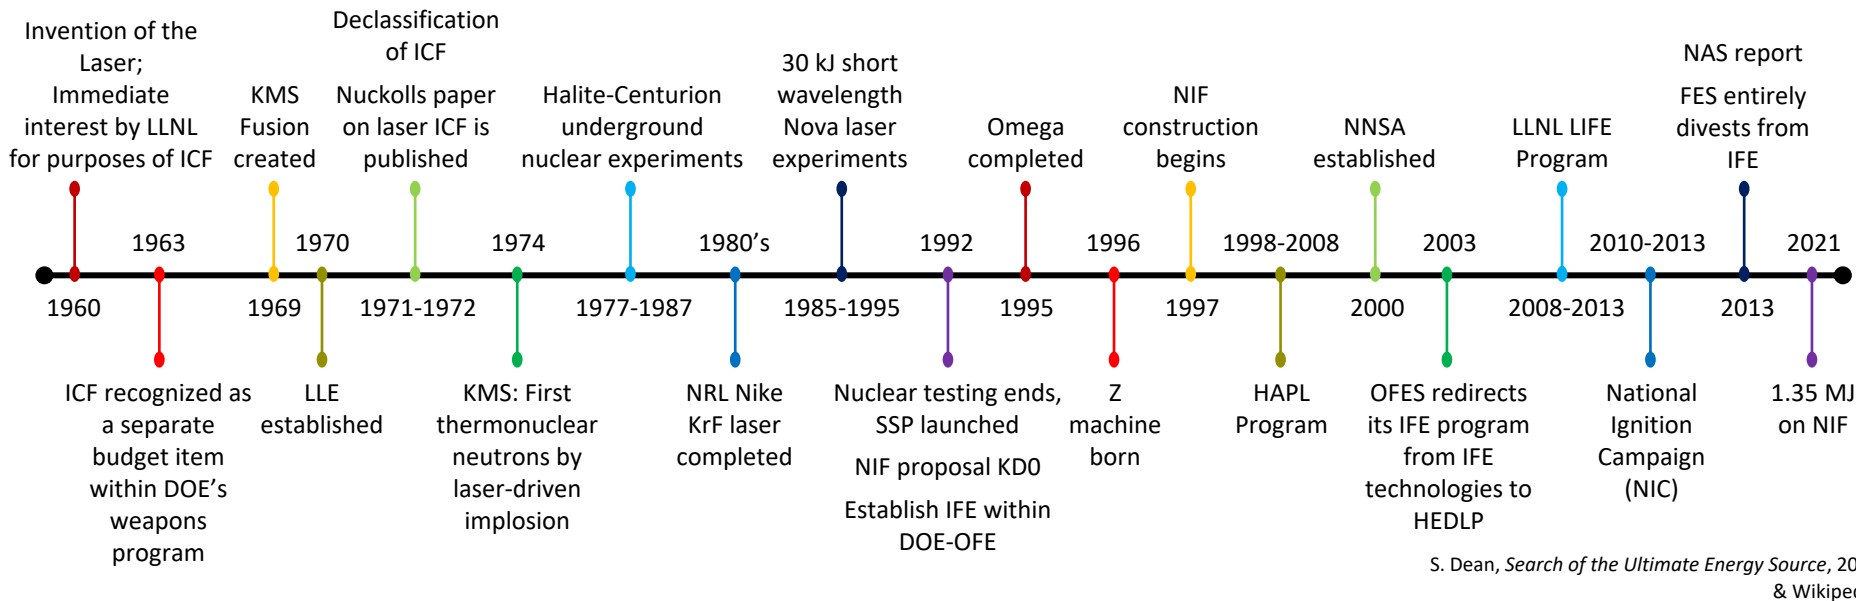 Invention of the
Laser;
Immediate
interest by LLNL
for purposes of ICF
KMS
Fusion
created
Declassification
of ICF
Nuckolls paper
on laser ICF is
published
Halite-Centurion
underground
nuclear experiments
30 kJ short
wavelength
Nova laser
experiments
Omega
completed
NIF
construction
begins
NNSA
established
LLNL LIFE
Program
NAS report
FES entirely
divests from
IFE
1963
1970
1974
1980's
1992
1996
1998-2008
2003
2010-2013
2021
1960
1969
1971-1972
1977-1987
1985-1995
1995
1997
2000
2008-2013
2013
ICF recognized as
a separate
budget item
within DOE's
weapons
program
LLE
established
KMS: First
thermonuclear
neutrons by
laser-driven
implosion
NRL Nike
KrF laser
completed
Nuclear testing ends,
SSP launched
NIF proposal KD0
Establish IFE within
DOE-OFE
Z
machine
born
HAPL
Program
OFES redirects
its IFE program
from IFE
technologies to
HEDLP
National
Ignition
Campaign
(NIC)
1.35 MJ
on NIF
S. Dean, Search of the Ultimate Energy Source, 20
& Wikiped